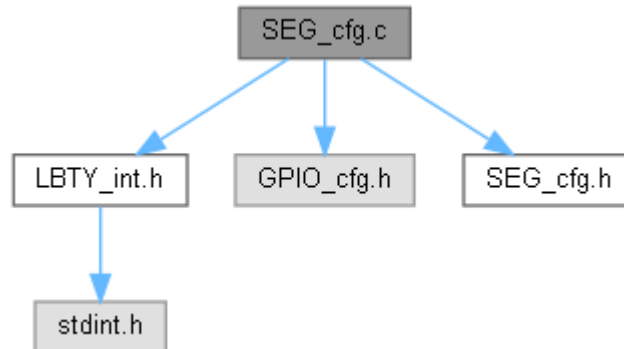 SEG_cfg.c
LBTY_int.h
GPIO_cfg.h
SEG_cfg.h
stdint.h